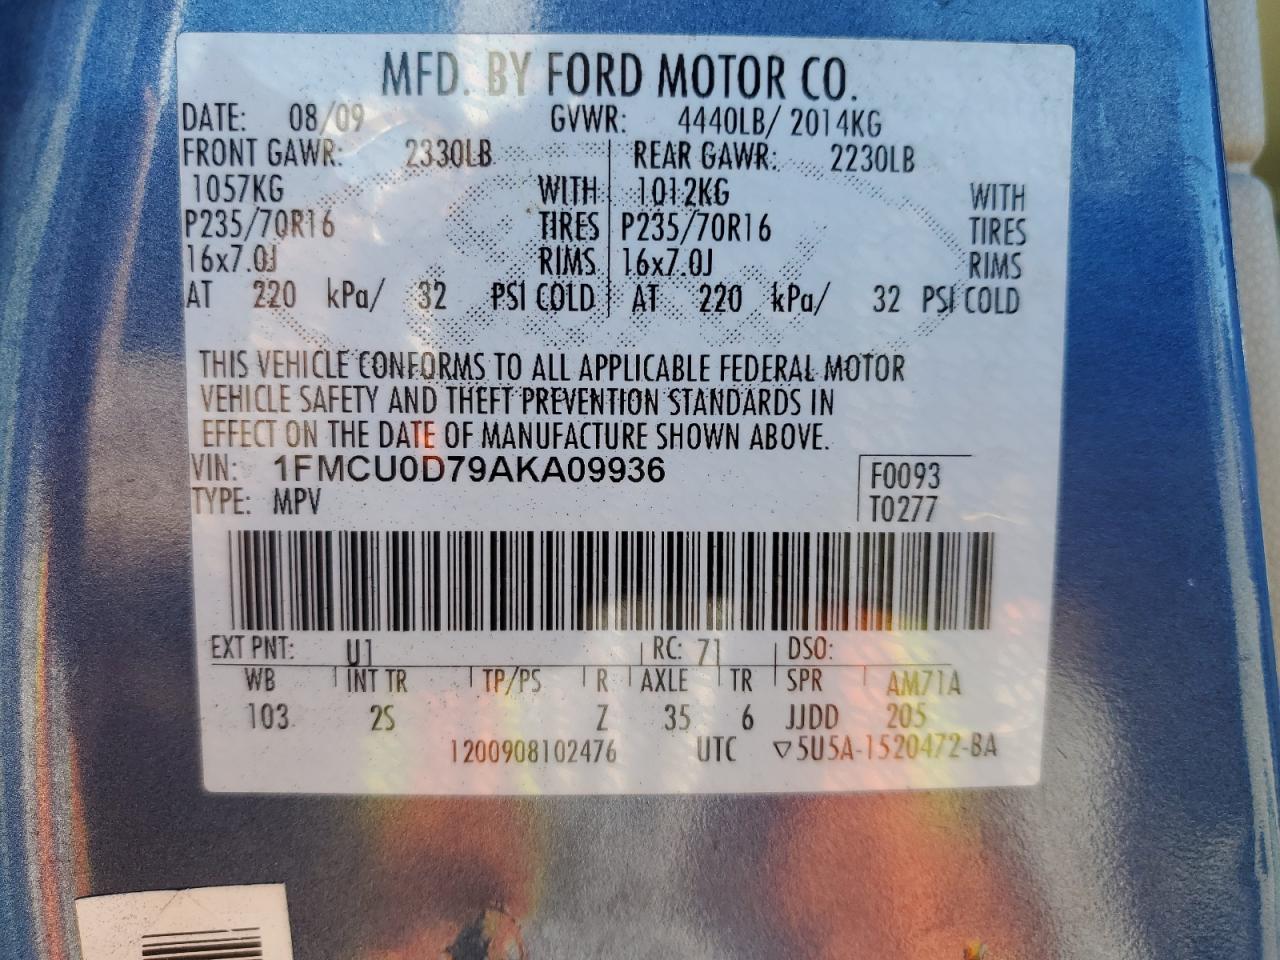 MFD. BY FORD MOTOR CO.
DATE: 08/09 GVWR: 4440LB/ 2014KG
FRONT GAWR: 2330LB REAR GAWR: 2230LB
1057KG WITH 1012KG WITH
P235/70R16 TIRES P235/70R16 TIRES
16x7.0J RIMS 16x7.0J RIMS
AT 220 kPa/ 32 PSI COLD AT 220 kPa/ 32 PSI COLD
THIS VEHICLE CONFORMS TO ALL APPLICABLE FEDERAL MOTOR
VEHICLE SAFETY AND THEFT PREVENTION STANDARDS IN
EFFECT ON THE DATE OF MANUFACTURE SHOWN ABOVE.
VIN: 1FMCU0D79AKA09936 F0093
TYPE: MPV T0277
EXT PNT: U1 RC: 71 DSO:
WB INT TR TP/PS R AXLE TR SPR AM71A
103 2S Z 35 6 JJDD 205
1200908102476 UTC ▽5U5A-1520472-BA